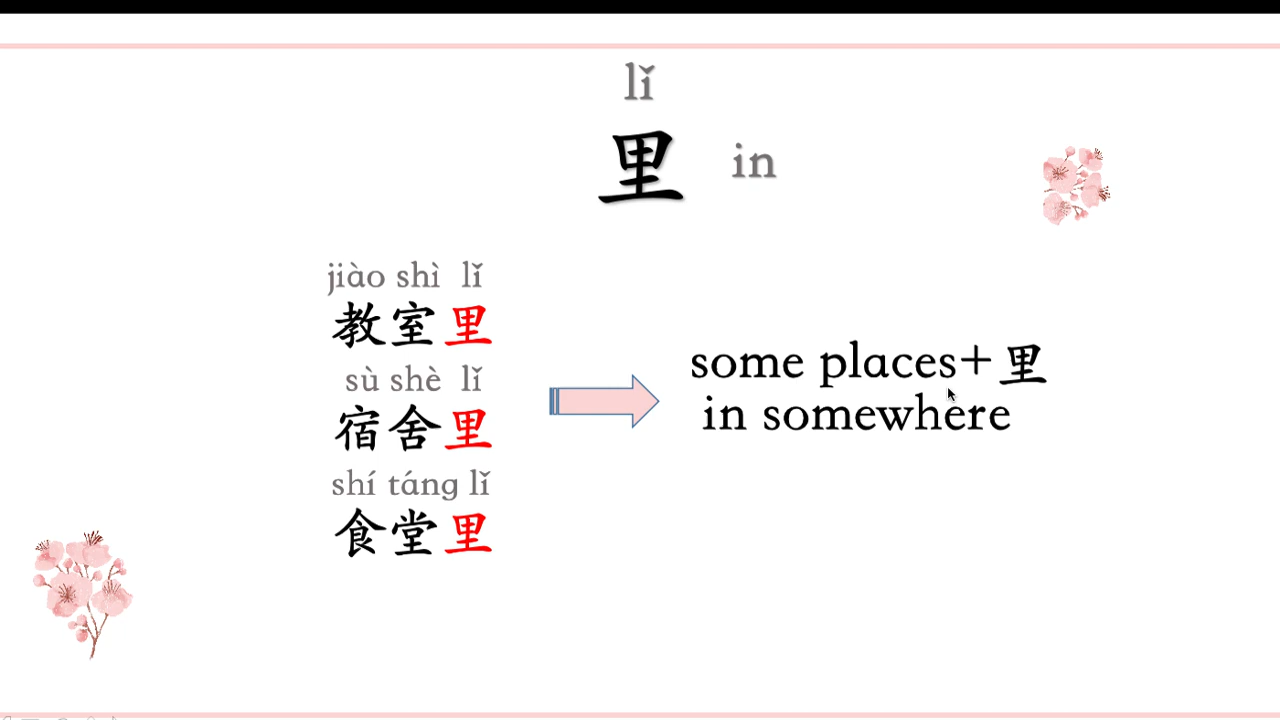 lǐ
里 in
jiào shì lǐ
教室里
sù shè lǐ
宿舍里
shí táng lǐ
食堂里
some places+里
in somewhere